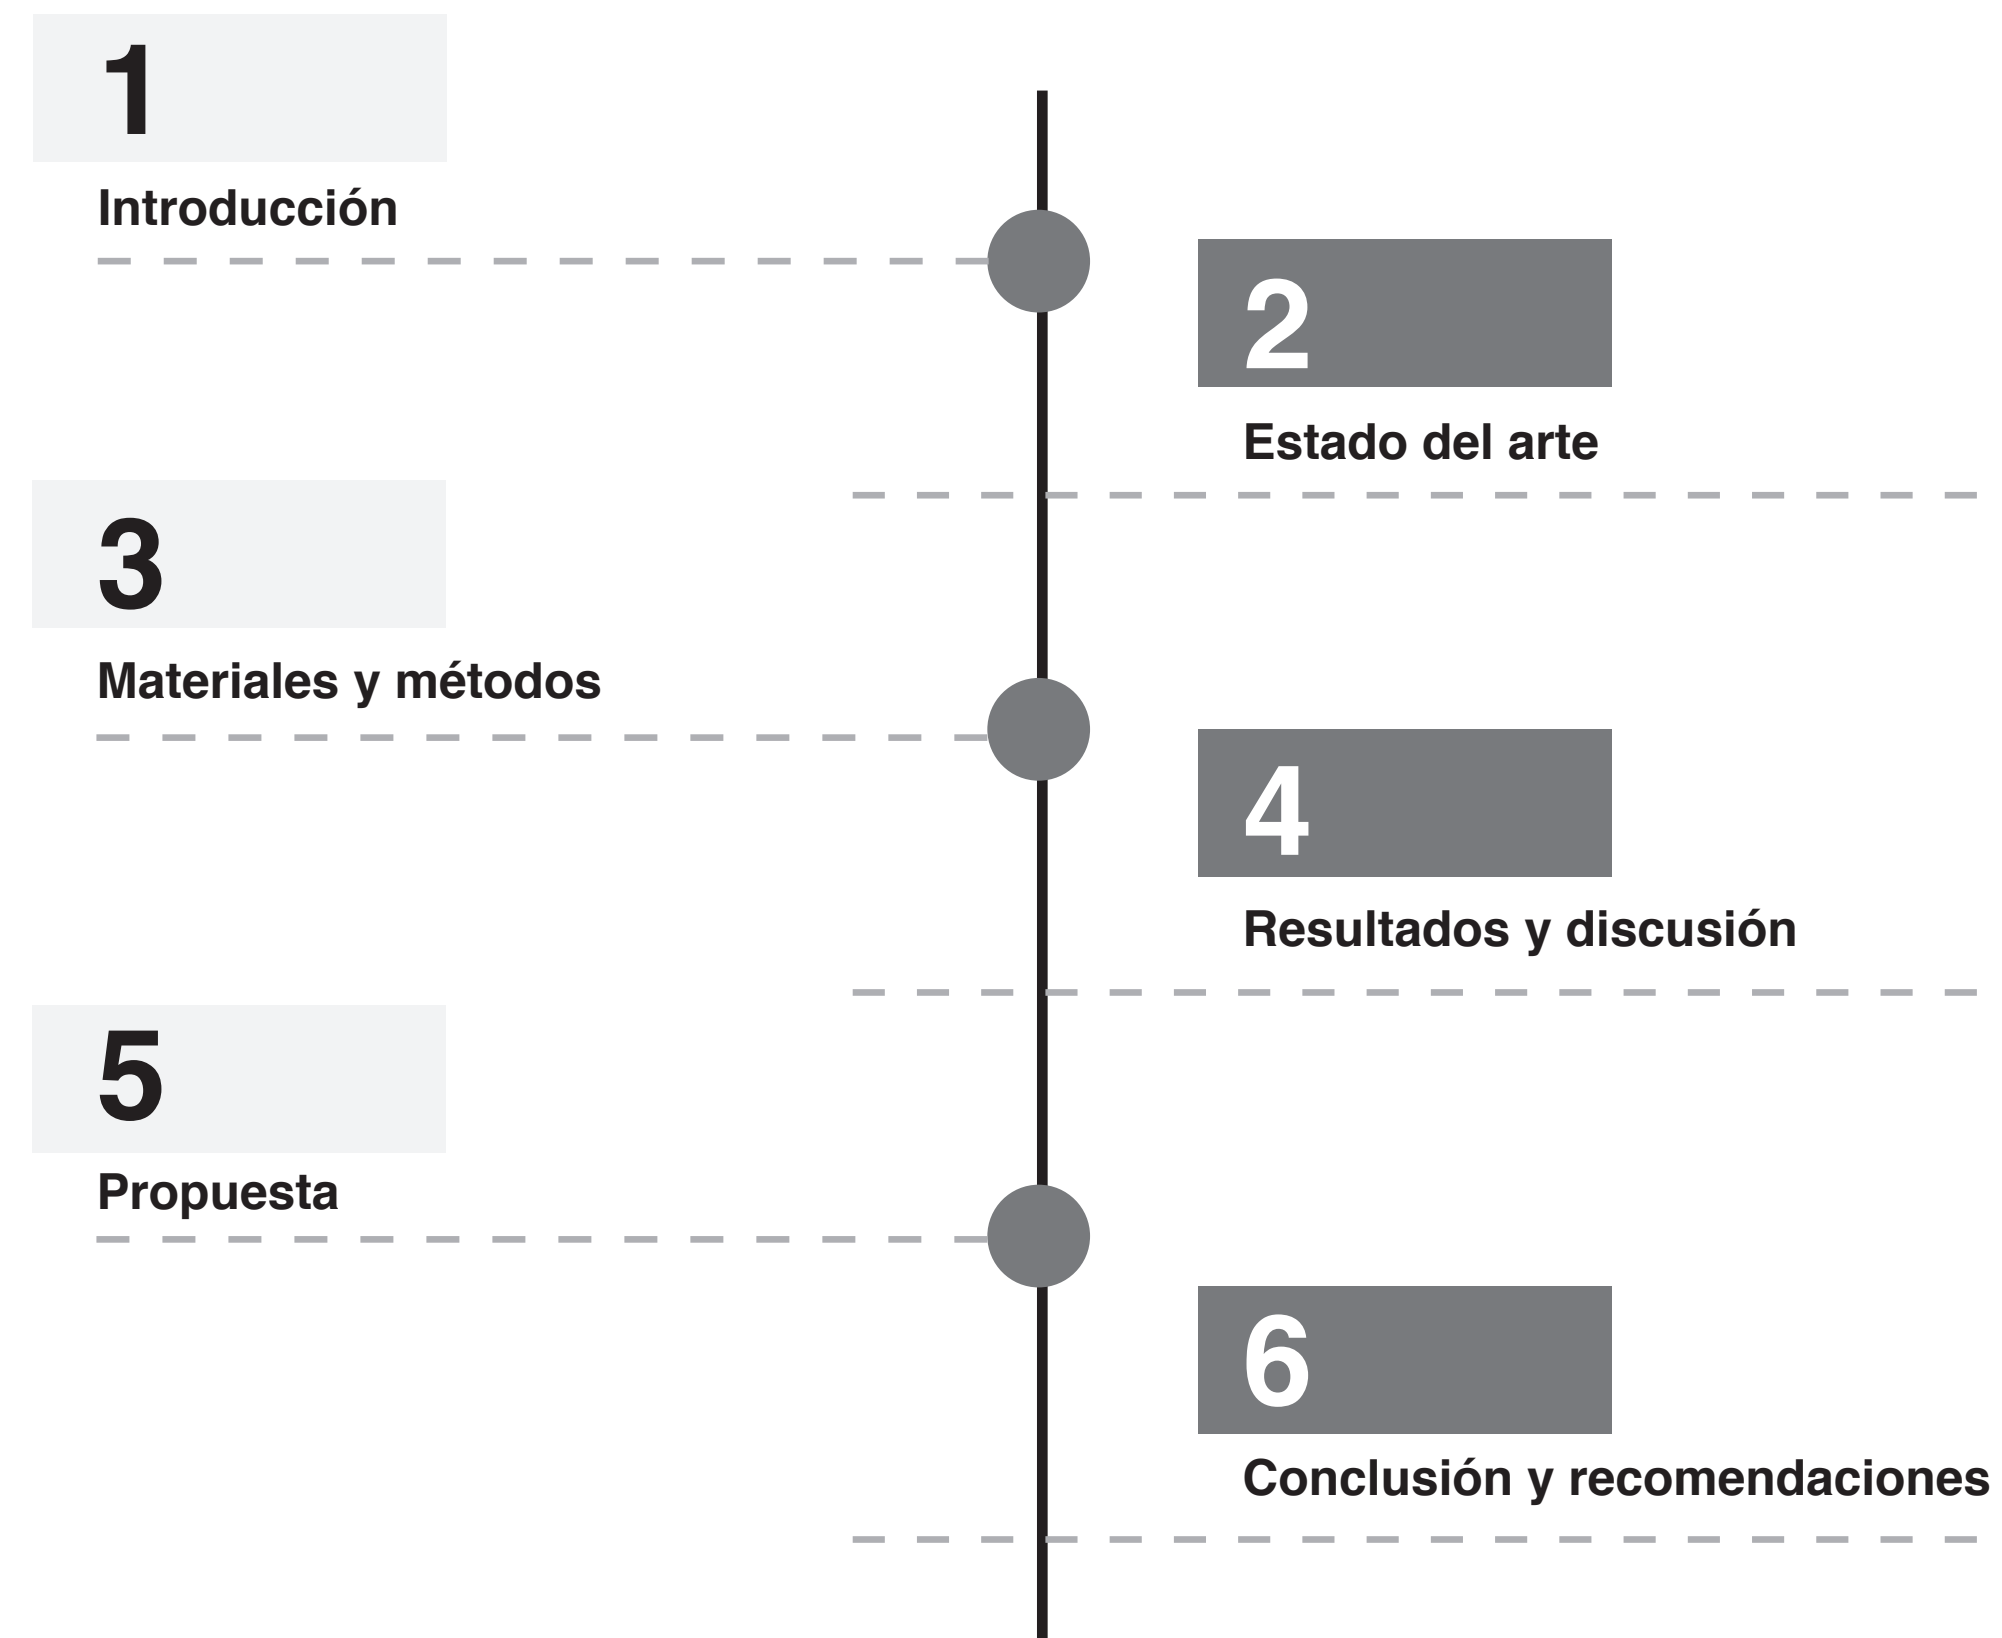 1
Introducción
2
Estado del arte
3
Materiales y métodos
4
Resultados y discusión
5
Propuesta
6
Conclusión y recomendaciones